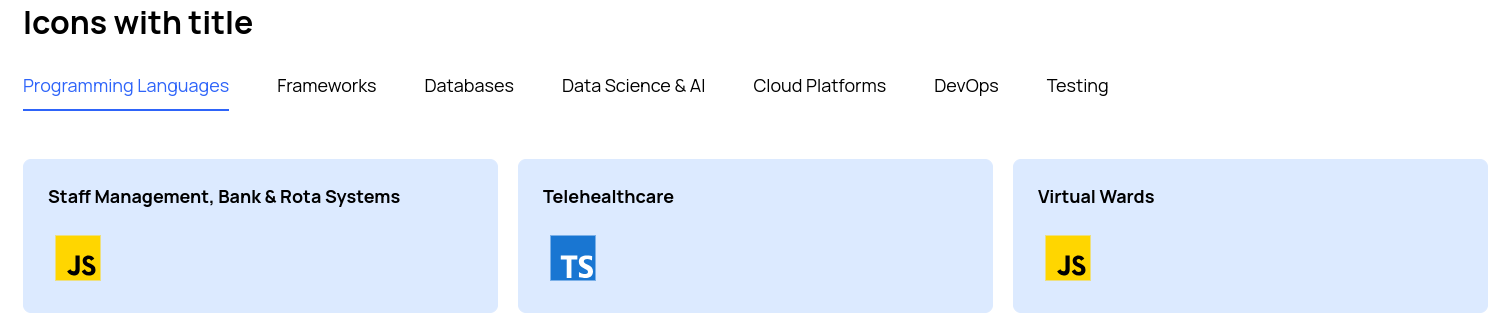 Icons with title
Programming Languages Frameworks Databases Data Science & AI Cloud Platforms DevOps Testing
Staff Management, Bank & Rota Systems Telehealthcare Virtual Wards
JS TS JS